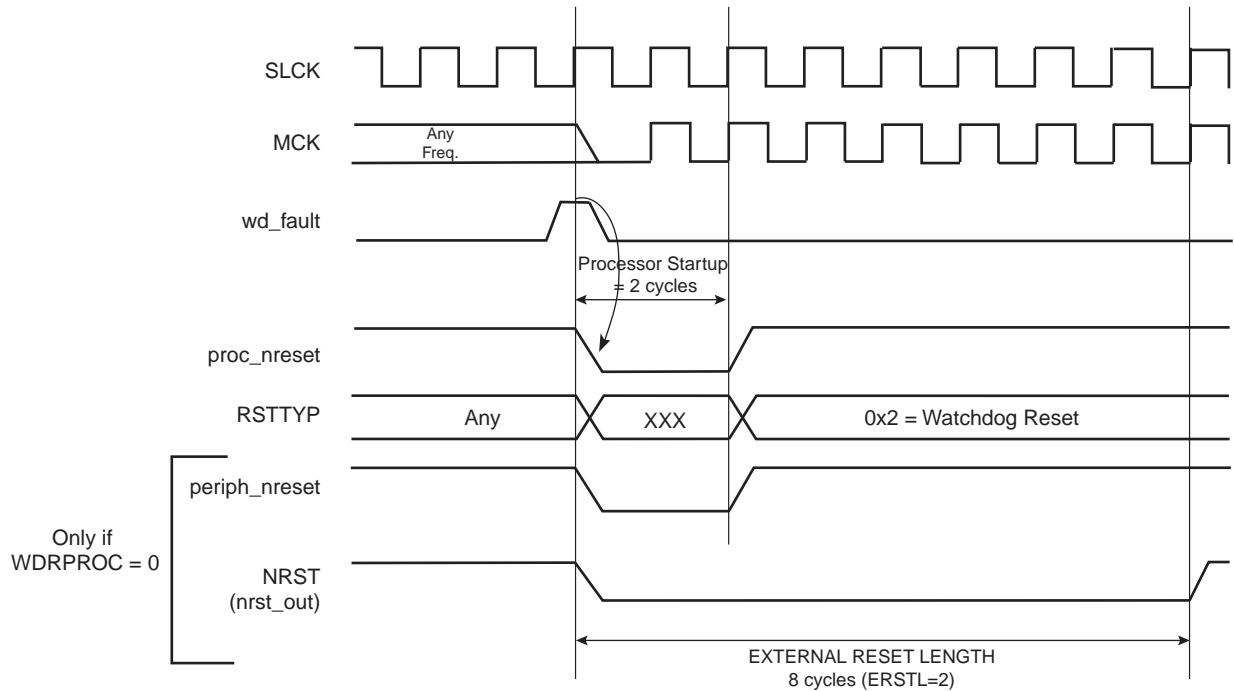 SLCK
MCK
Any
Freq.
wd_fault
Processor Startup
= 2 cycles
proc_nreset
RSTTYP
Any
XXX
0x2 = Watchdog Reset
periph_nreset
Only if
WDRPROC = 0
NRST
(nrst_out)
EXTERNAL RESET LENGTH
8 cycles (ERSTL=2)